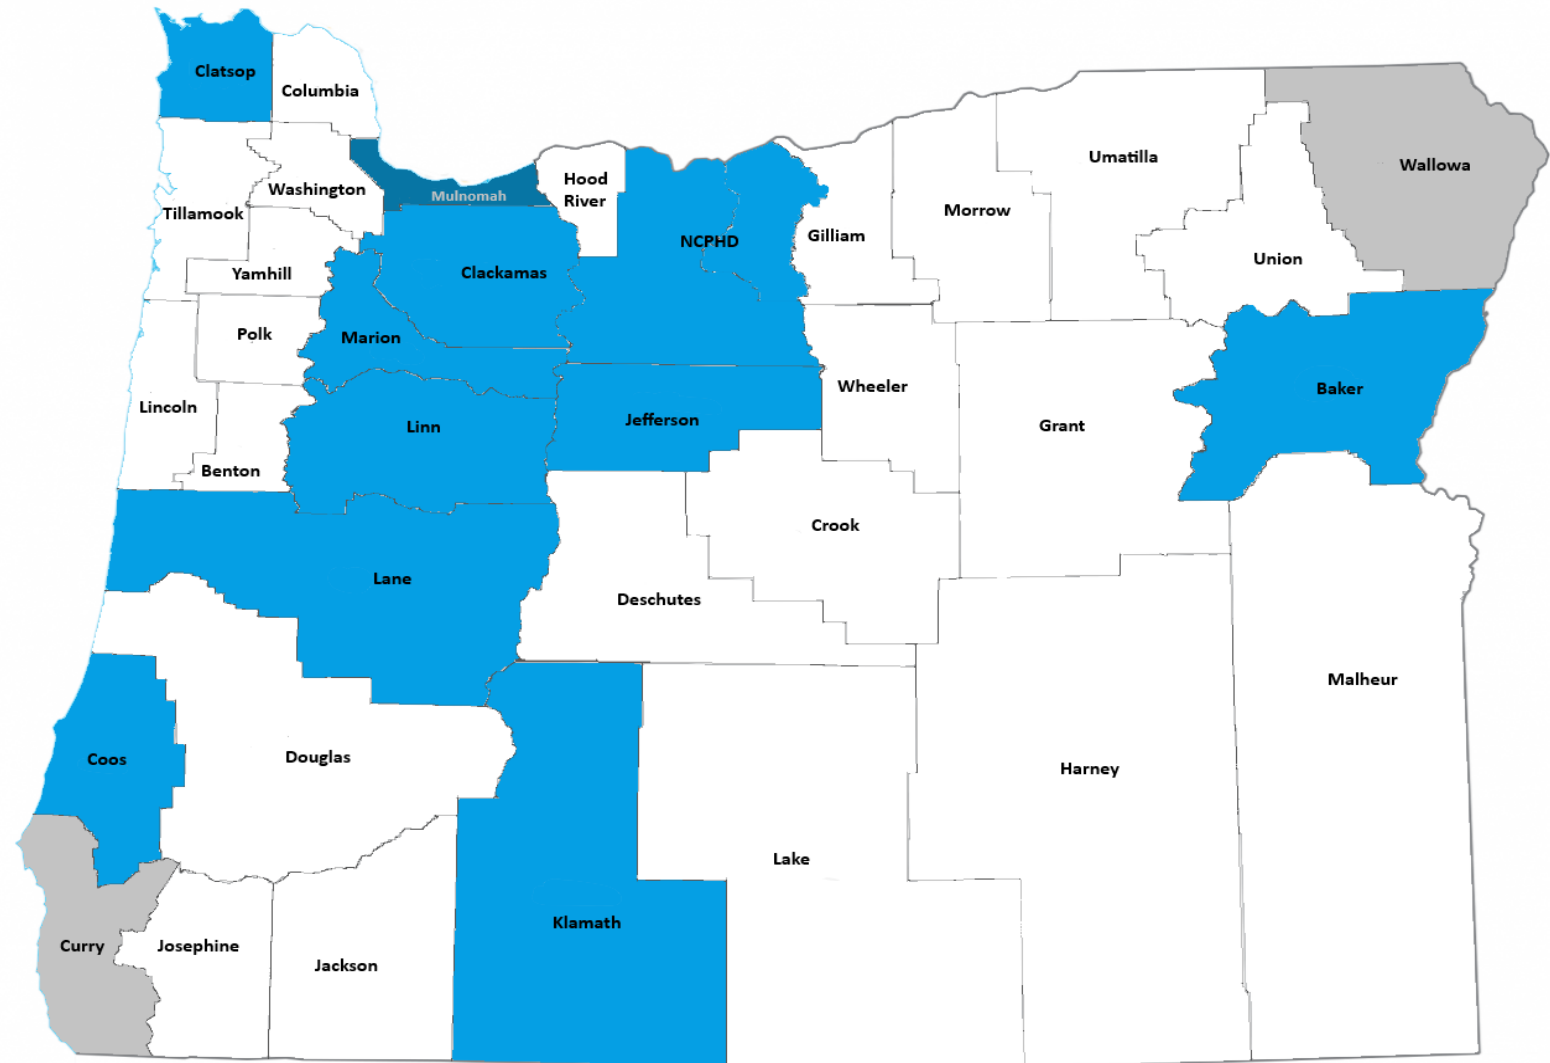 Clatsop
Columbia
Umatilla
Wallowa
Hood
River
Washington
Mulnomah
Morrow
Tillamook
Gilliam
NCPHD
Union
Yamhill
Clackamas
Polk
Marion
Wheeler
Baker
Lincoln
Linn
Jefferson
Grant
Benton
Crook
Lane
Deschutes
Malheur
Coos
Douglas
Harney
Lake
Klamath
Curry
Josephine
Jackson